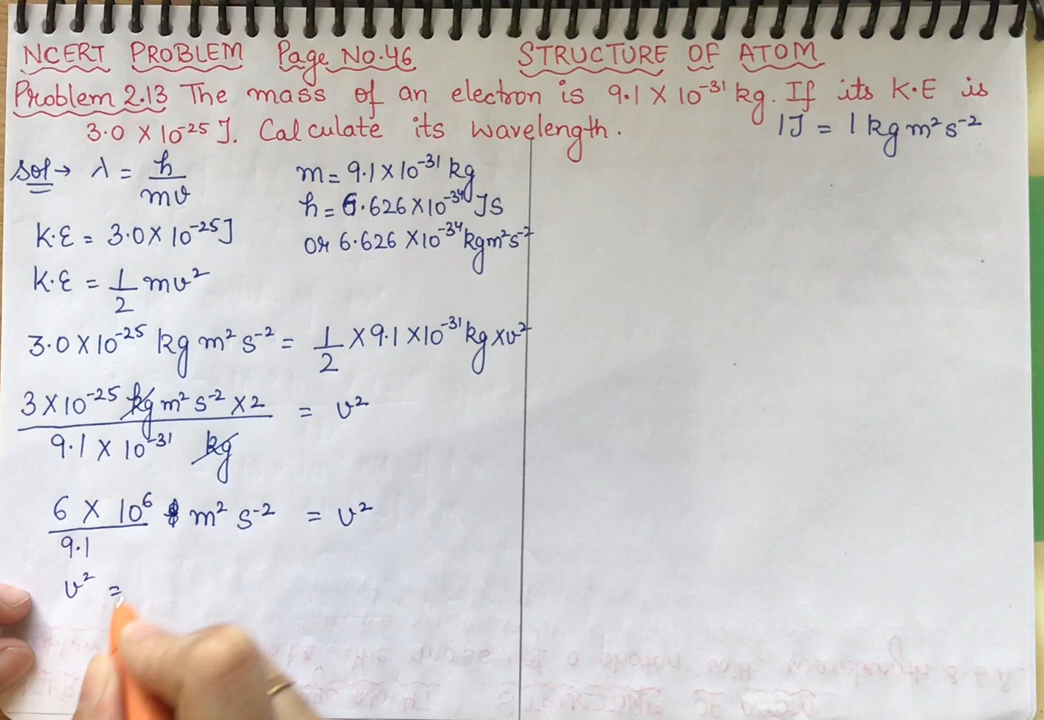 NCERT PROBLEM Page No.46 STRUCTURE OF ATOM
Problem 2.13 The mass of an electron is 9.1 X 10⁻³¹ kg. If its K.E is
3.0 X 10⁻²⁵ J. Calculate its wavelength. 1J = 1 kg m² s⁻²
Sol → λ = h/mv
K.E = 3.0 X 10⁻²⁵ J
K.E = 1/2 mv²
m = 9.1 X 10⁻³¹ kg
h = 6.626 X 10⁻³⁴ JS
or 6.626 X 10⁻³⁴ kg m² s⁻²
3.0 X 10⁻²⁵ kg m² s⁻² = 1/2 X 9.1 X 10⁻³¹ kg x v²
3 X 10⁻²⁵ kg m² s⁻² X 2 / 9.1 X 10⁻³¹ kg = v²
6 X 10⁶ / 9.1 m² s⁻² = v²
v² =